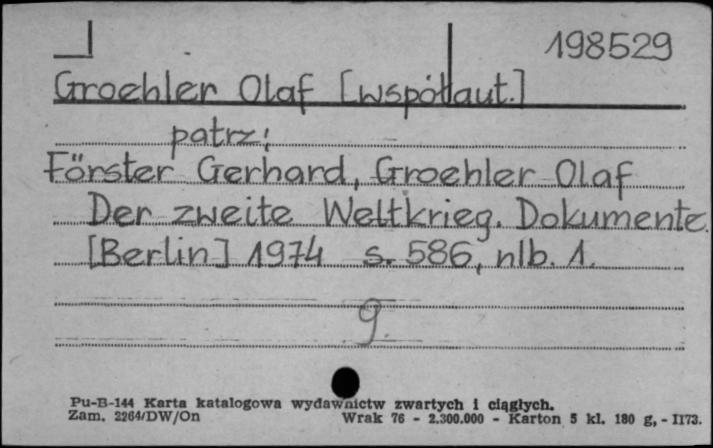 198529
Groehler Olaf [współaut.]
patrz:
Förster Gerhard, Groehler Olaf
Der zweite Weltkrieg. Dokumente.
[Berlin] 1974 s. 586, nlb. 1.
g
Pu-B-144 Karta katalogowa wydawnictw zwartych i ciągłych.
Zam. 2264/DW/On Wrak 76 - 2.300.000 - Karton 5 kl. 180 g, - II73.